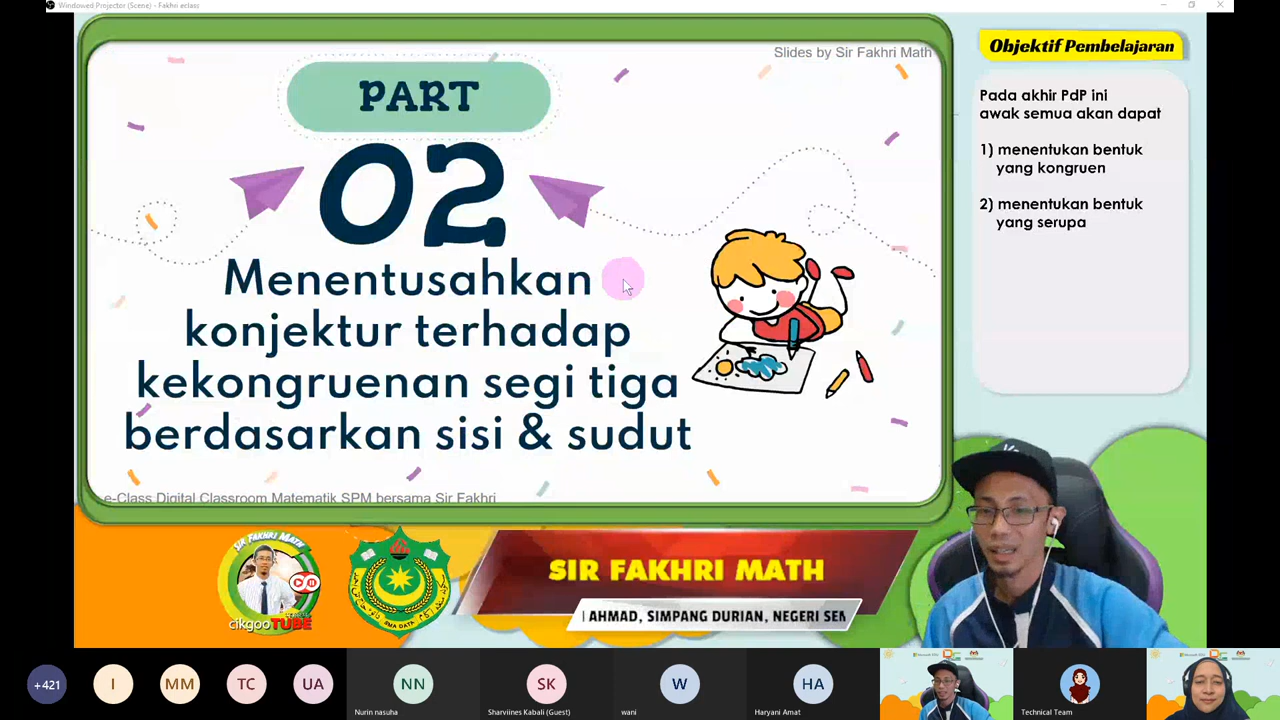 Windowed Projector (Scene) - Fakhri eclass
Slides by Sir Fakhri Math
PART
02
Menentusahkan
konjektur terhadap
kekongruenan segi tiga
berdasarkan sisi & sudut
e-Class Digital Classroom Matematik SPM bersama Sir Fakhri
Objektif Pembelajaran
Pada akhir PdP ini
awak semua akan dapat
1) menentukan bentuk
yang kongruen
2) menentukan bentuk
yang serupa
SIR FAKHRI MATH
cikgooTUBE
SMA DATA
SIR FAKHRI MATH
AHMAD, SIMPANG DURIAN, NEGERI SEM
+421
I
MM
TC
UA
NN
Nurin nasuha
SK
Sharviines Kabali (Guest)
W
wani
HA
Haryani Amat
Technical Team